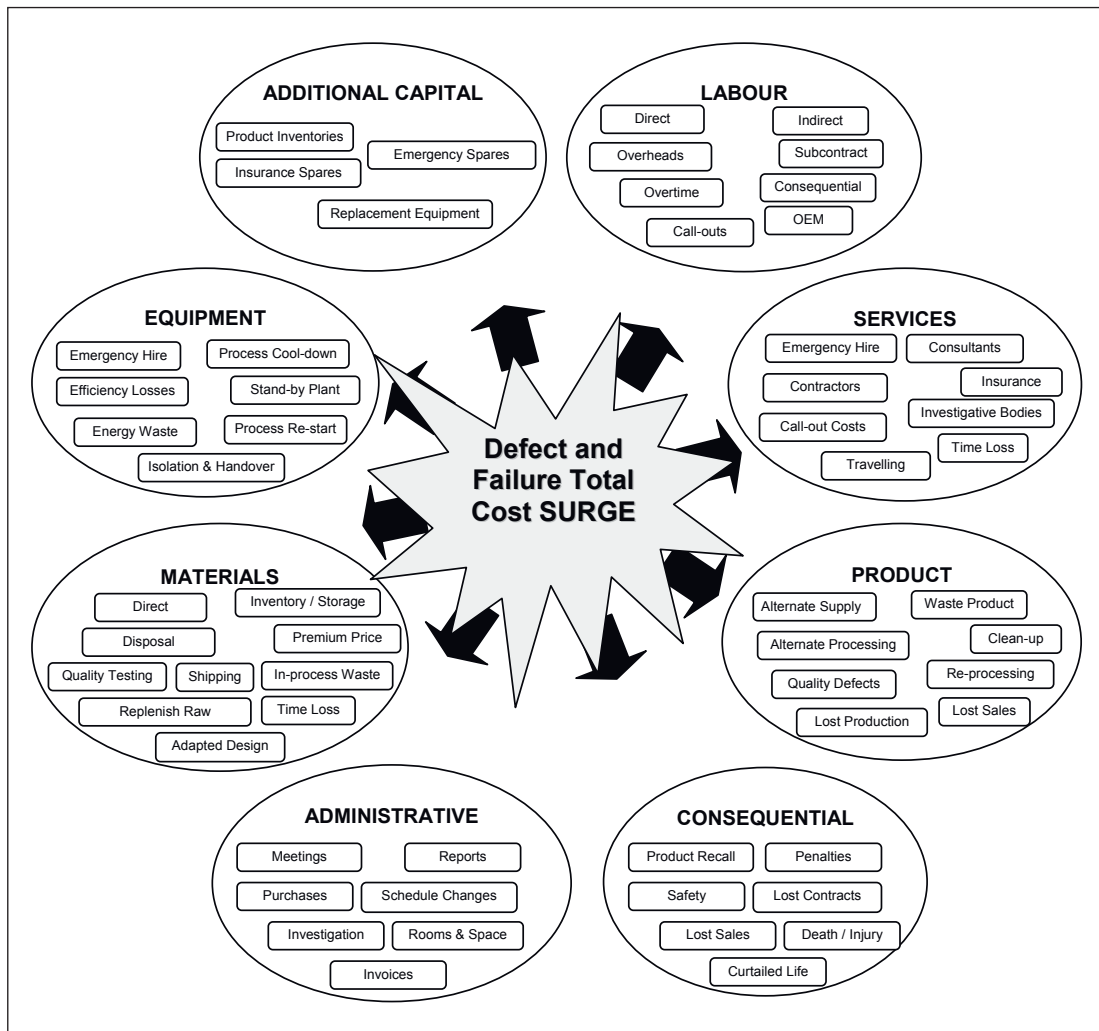 ADDITIONAL CAPITAL
Product Inventories
Emergency Spares
Insurance Spares
Replacement Equipment
LABOUR
Direct
Indirect
Overheads
Subcontract
Overtime
Consequential
Call-outs
OEM
EQUIPMENT
Emergency Hire
Process Cool-down
Efficiency Losses
Stand-by Plant
Energy Waste
Process Re-start
Isolation & Handover
SERVICES
Emergency Hire
Consultants
Contractors
Insurance
Call-out Costs
Investigative Bodies
Travelling
Time Loss
Defect and
Failure Total
Cost SURGE
MATERIALS
Direct
Inventory / Storage
Disposal
Premium Price
Quality Testing
Shipping
In-process Waste
Replenish Raw
Time Loss
Adapted Design
PRODUCT
Alternate Supply
Waste Product
Alternate Processing
Clean-up
Quality Defects
Re-processing
Lost Production
Lost Sales
ADMINISTRATIVE
Meetings
Reports
Purchases
Schedule Changes
Investigation
Rooms & Space
Invoices
CONSEQUENTIAL
Product Recall
Penalties
Safety
Lost Contracts
Lost Sales
Death / Injury
Curtailed Life